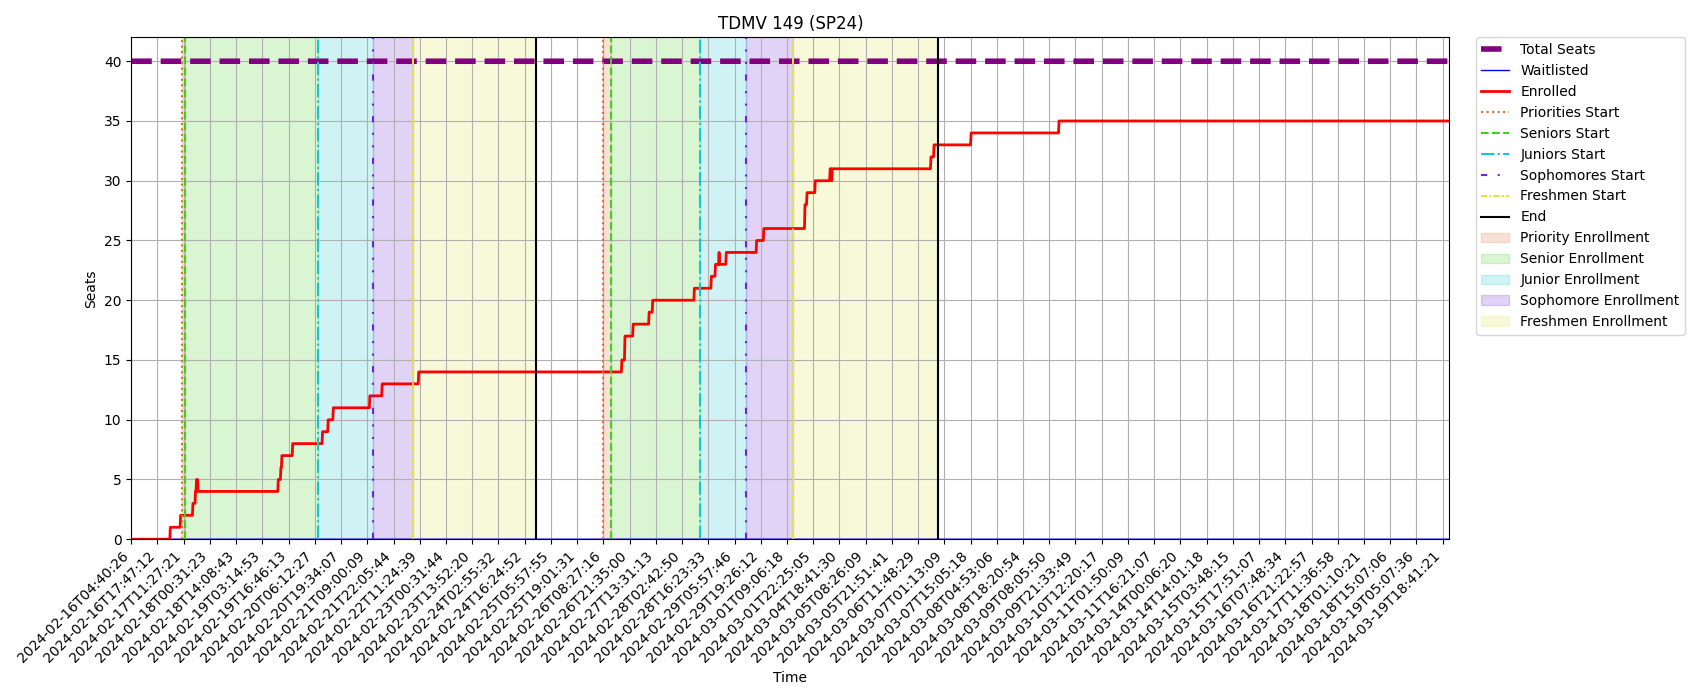 TDMV 149 (SP24)
Total Seats
Waitlisted
Enrolled
Priorities Start
Seniors Start
Juniors Start
Sophomores Start
Freshmen Start
End
Priority Enrollment
Senior Enrollment
Junior Enrollment
Sophomore Enrollment
Freshmen Enrollment
Seats
40
35
30
25
20
15
10
5
0
2024-02-16T04:40:26
2024-02-16T17:47:12
2024-02-17T11:27:21
2024-02-18T00:31:23
2024-02-18T14:08:43
2024-02-19T03:14:53
2024-02-19T16:46:13
2024-02-20T06:12:27
2024-02-20T19:34:07
2024-02-21T09:00:09
2024-02-21T22:05:44
2024-02-22T11:24:39
2024-02-23T00:31:44
2024-02-23T13:52:20
2024-02-24T02:55:32
2024-02-24T16:24:52
2024-02-25T05:57:55
2024-02-25T19:01:31
2024-02-26T08:27:16
2024-02-26T21:35:00
2024-02-27T13:31:13
2024-02-28T02:42:50
2024-02-28T16:23:33
2024-02-29T05:57:46
2024-02-29T19:26:12
2024-03-01T09:06:18
2024-03-01T22:25:05
2024-03-04T18:41:30
2024-03-05T08:26:09
2024-03-05T21:51:41
2024-03-06T11:48:29
2024-03-07T01:13:09
2024-03-07T15:05:18
2024-03-08T04:53:06
2024-03-08T18:20:54
2024-03-09T08:05:50
2024-03-09T21:33:49
2024-03-10T12:20:17
2024-03-11T01:50:09
2024-03-11T16:21:07
2024-03-14T00:06:20
2024-03-14T14:01:18
2024-03-15T03:48:15
2024-03-15T17:51:07
2024-03-16T07:48:34
2024-03-16T21:22:57
2024-03-17T11:36:58
2024-03-18T01:10:21
2024-03-18T15:07:06
2024-03-19T05:07:36
2024-03-19T18:41:21
Time